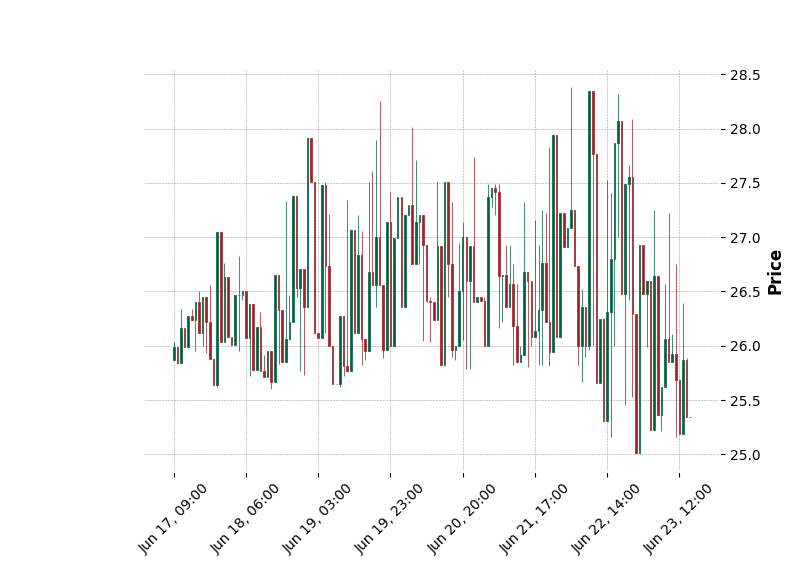 28.5
28.0
27.5
27.0
26.5
26.0
25.5
25.0
Price
Jun 17, 09:00
Jun 18, 06:00
Jun 19, 03:00
Jun 19, 23:00
Jun 20, 20:00
Jun 21, 17:00
Jun 22, 14:00
Jun 23, 12:00